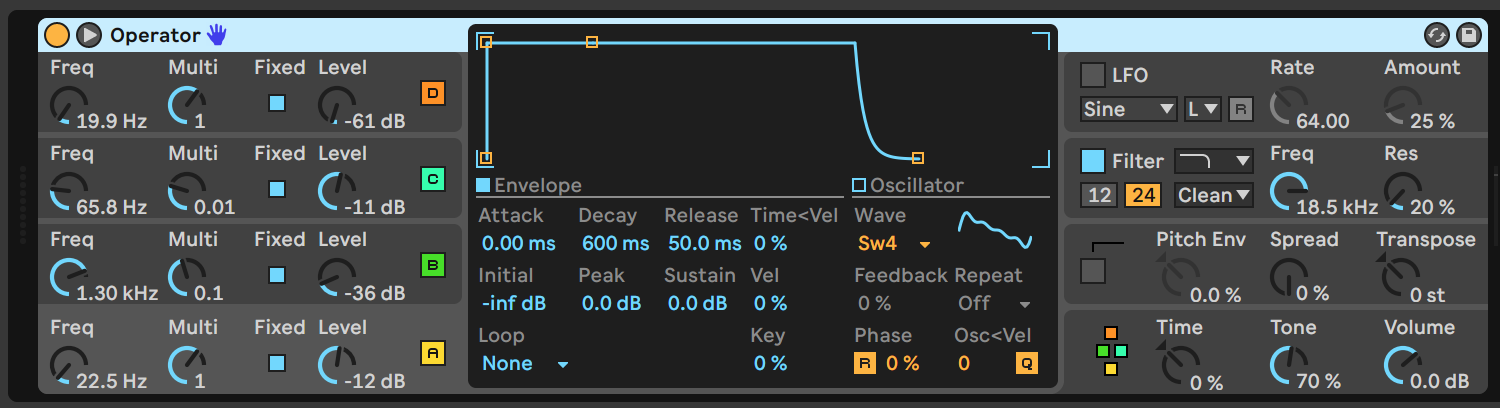 Operator
Freq Multi Fixed Level D
19.9 Hz 1 -61 dB
Freq Multi Fixed Level C
65.8 Hz 0.01 -11 dB
Freq Multi Fixed Level B
1.30 kHz 0.1 -36 dB
Freq Multi Fixed Level A
22.5 Hz 1 -12 dB
Envelope
Attack Decay Release Time<Vel
0.00 ms 600 ms 50.0 ms 0 %
Initial Peak Sustain Vel
-inf dB 0.0 dB 0.0 dB 0 %
Loop Key
None 0 %
Oscillator
Wave
Sw4
Feedback Repeat
0 % Off
Phase Osc<Vel
R 0 % 0 Q
LFO Rate Amount
Sine L R 64.00 25 %
Filter Freq Res
12 24 Clean 18.5 kHz 20 %
Pitch Env Spread Transpose
0.0 % 0 % 0 st
Time Tone Volume
0 % 70 % 0.0 dB